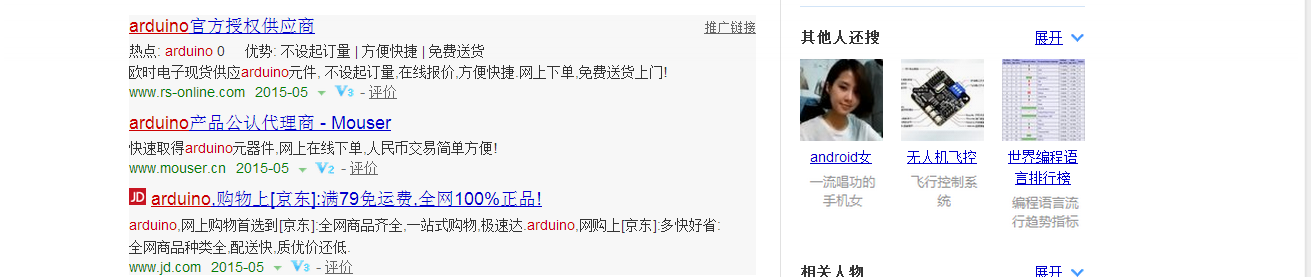 arduino官方授权供应商 推广链接
热点: arduino 0 优势: 不设起订量 | 方便快捷 | 免费送货
欧时电子现货供应arduino元件, 不设起订量,在线报价,方便快捷.网上下单,免费送货上门!
www.rs-online.com 2015-05 V3 - 评价
arduino产品公认代理商 - Mouser
快速取得arduino元器件,网上在线下单,人民币交易简单方便!
www.mouser.cn 2015-05 V2 - 评价
JD arduino,购物上[京东]:满79免运费.全网100%正品!
arduino,网上购物首选到[京东]:全网商品齐全,一站式购物,极速达.arduino,网购上[京东]:多快好省:
全网商品种类全,配送快,质优价还低.
www.jd.com 2015-05 V3 - 评价
其他人还搜 展开
android女 无人机飞控 世界编程语
言排行榜
一流唱功的
手机女
飞行控制系
统
编程语言流
行趋势指标
相关人物 展开